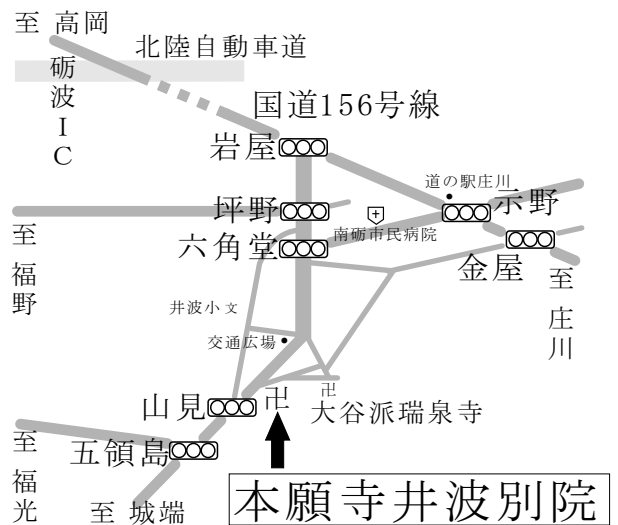 至 高岡
北陸自動車道
砺波IC
国道156号線
岩屋
道の駅庄川
坪野
示野
南砺市民病院
六角堂
金屋
至 福野
至 庄川
井波小 文
交通広場
卍
山見
卍
大谷派瑞泉寺
五領島
至 福光
至 城端
本願寺井波別院